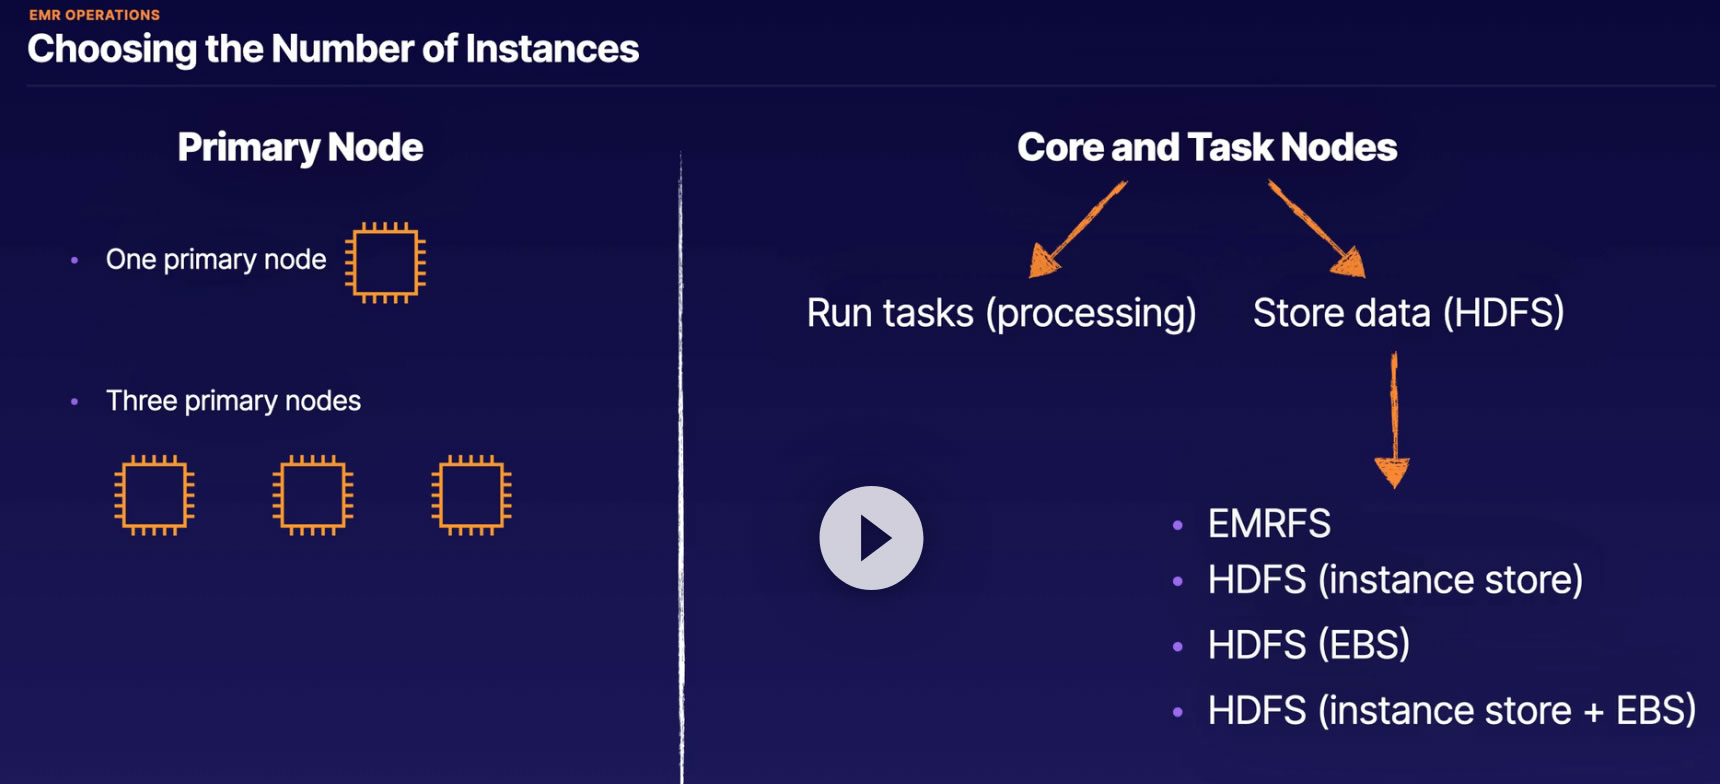 EMR OPERATIONS
Choosing the Number of Instances
Primary Node
One primary node
Three primary nodes
Core and Task Nodes
Run tasks (processing)
Store data (HDFS)
EMRFS
HDFS (instance store)
HDFS (EBS)
HDFS (instance store + EBS)